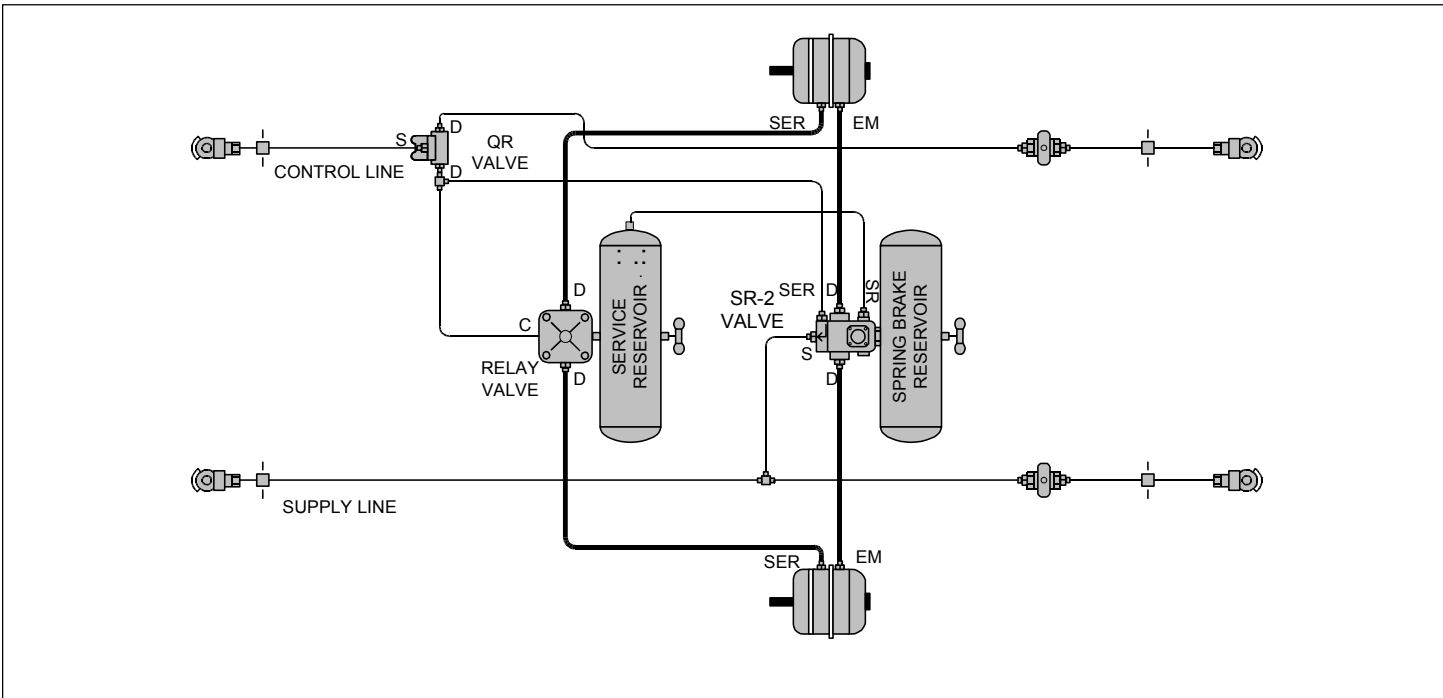 SER
EM
D
S
QR
VALVE
CONTROL LINE
D
D
SER
D
SR
SR-2
VALVE
C
SERVICE
RESERVOIR
SPRING BRAKE
RESERVOIR
S
RELAY
VALVE
D
D
SUPPLY LINE
SER
EM